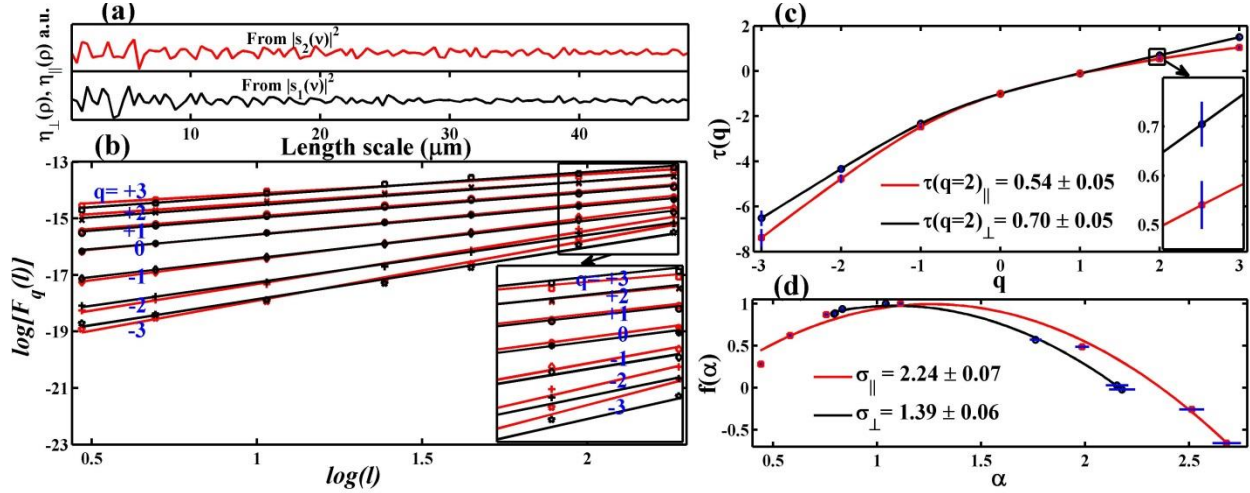 (a)
η⊥(ρ), η∥(ρ) a.u.
From |s₂(ν)|²
From |s₁(ν)|²
10 20 30 40
Length scale (μm)
(b)
log[F_q(l)]
-13
-15
-17
-19
-21
-23
q= +3
+2
+1
0
-1
-2
-3
q= +3
+2
+1
0
-1
-2
-3
0.5 1 1.5 2
log(l)
(c)
τ(q)
2
0
-2
-4
-6
-8
τ(q=2)∥ = 0.54 ± 0.05
τ(q=2)⊥ = 0.70 ± 0.05
0.7
0.6
0.5
-3 -2 -1 0 1 2 3
q
(d)
f(α)
1
0.5
0
-0.5
σ∥ = 2.24 ± 0.07
σ⊥ = 1.39 ± 0.06
0.5 1 1.5 2 2.5
α